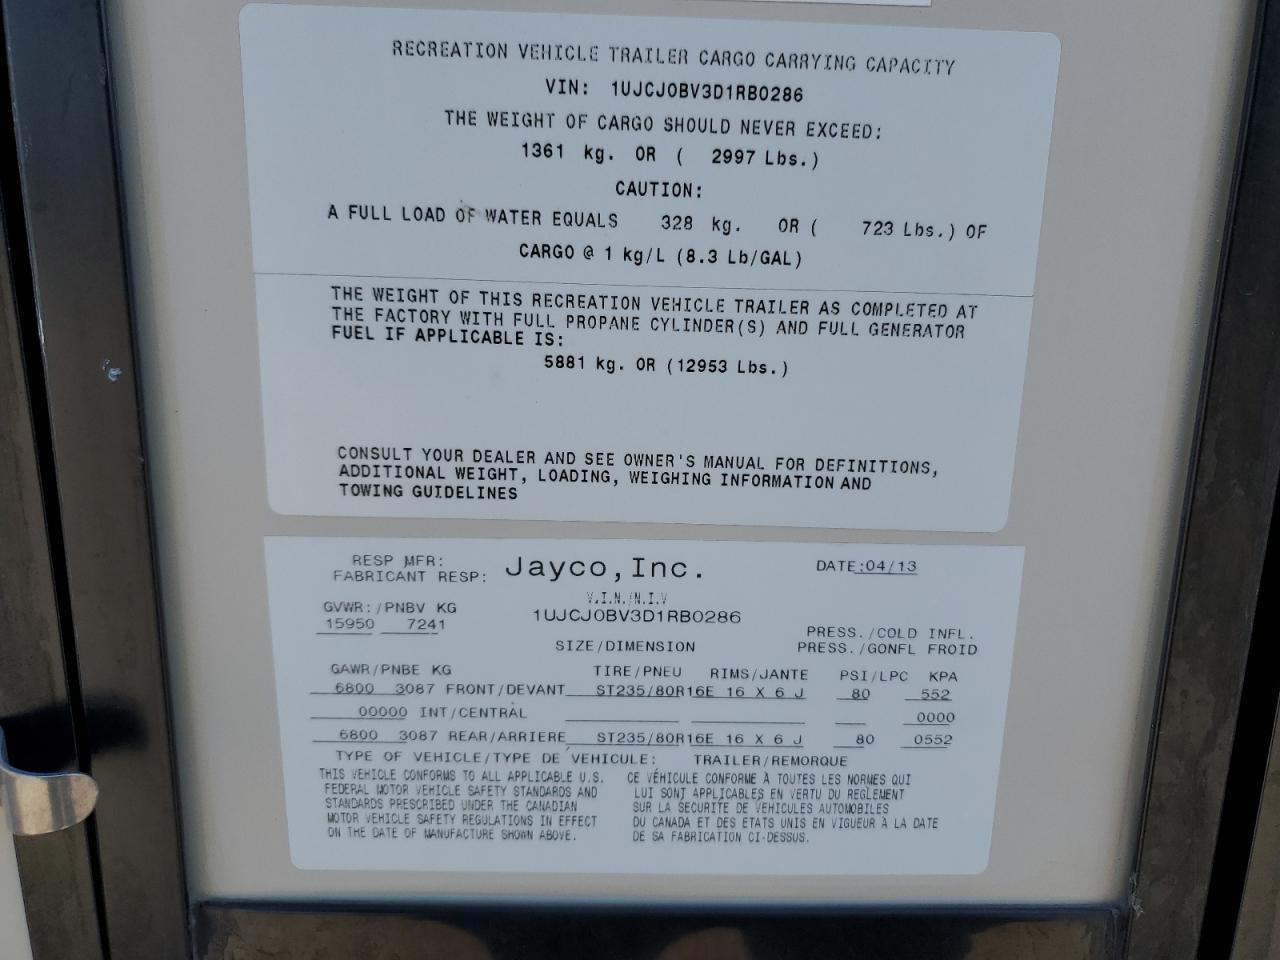 RECREATION VEHICLE TRAILER CARGO CARRYING CAPACITY
VIN: 1UJCJ0BV3D1RB0286
THE WEIGHT OF CARGO SHOULD NEVER EXCEED:
1361 kg. OR ( 2997 Lbs.)
CAUTION:
A FULL LOAD OF WATER EQUALS 328 kg. OR ( 723 Lbs.) OF
CARGO @ 1 kg/L (8.3 Lb/GAL)
THE WEIGHT OF THIS RECREATION VEHICLE TRAILER AS COMPLETED AT
THE FACTORY WITH FULL PROPANE CYLINDER(S) AND FULL GENERATOR
FUEL IF APPLICABLE IS:
5881 kg. OR (12953 Lbs.)
CONSULT YOUR DEALER AND SEE OWNER'S MANUAL FOR DEFINITIONS,
ADDITIONAL WEIGHT, LOADING, WEIGHING INFORMATION AND
TOWING GUIDELINES
RESP MFR:
FABRICANT RESP: Jayco, Inc. DATE:04/13
V.I.N./N.I.V
GVWR:/PNBV KG 1UJCJ0BV3D1RB0286
15950 7241
PRESS./COLD INFL.
SIZE/DIMENSION PRESS./GONFL FROID
GAWR/PNBE KG TIRE/PNEU RIMS/JANTE PSI/LPC KPA
6800 3087 FRONT/DEVANT ST235/80R16E 16 X 6 J 80 552
00000 INT/CENTRAL 0000
6800 3087 REAR/ARRIERE ST235/80R16E 16 X 6 J 80 0552
TYPE OF VEHICLE/TYPE DE VEHICULE: TRAILER/REMORQUE
THIS VEHICLE CONFORMS TO ALL APPLICABLE U.S.
FEDERAL MOTOR VEHICLE SAFETY STANDARDS AND
STANDARDS PRESCRIBED UNDER THE CANADIAN
MOTOR VEHICLE SAFETY REGULATIONS IN EFFECT
ON THE DATE OF MANUFACTURE SHOWN ABOVE.
CE VÉHICULE CONFORME À TOUTES LES NORMES QUI
LUI SONT APPLICABLES EN VERTU DU REGLEMENT
SUR LA SECURITE DE VEHICULES AUTOMOBILES
DU CANADA ET DES ETATS UNIS EN VIGUEUR À LA DATE
DE SA FABRICATION CI-DESSUS.